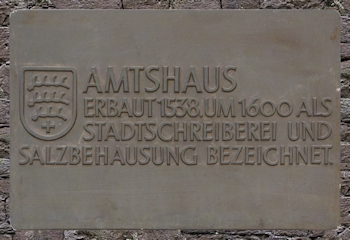 AMTSHAUS
ERBAUT 1538, UM 1600 ALS
STADTSCHREIBEREI UND
SALZBEHAUSUNG BEZEICHNET.